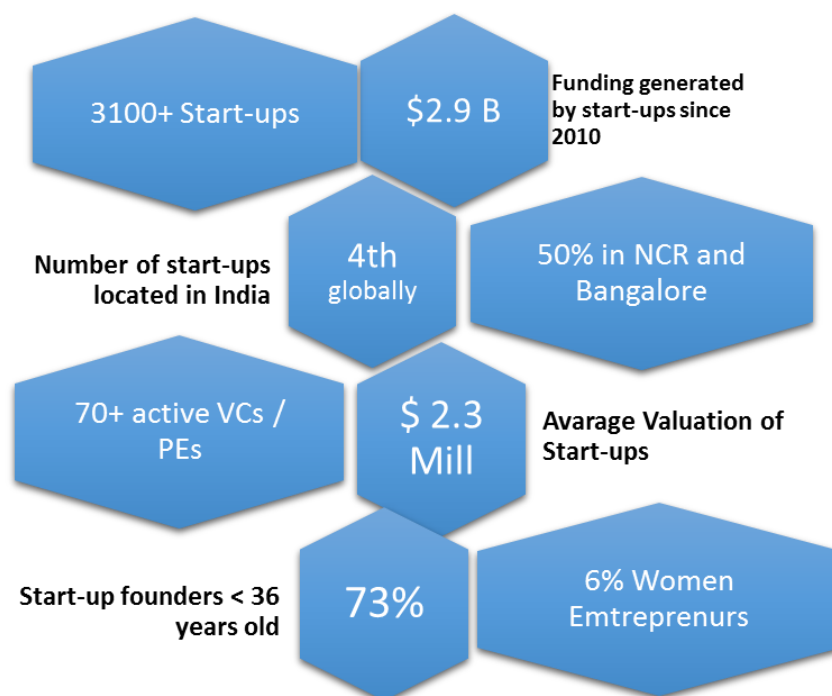 3100+ Start-ups
$2.9 B
Funding generated
by start-ups since
2010
Number of start-ups
located in India
4th
globally
50% in NCR and
Bangalore
70+ active VCs /
PEs
$ 2.3
Mill
Avarage Valuation of
Start-ups
Start-up founders < 36
years old
73%
6% Women
Emtreprenurs